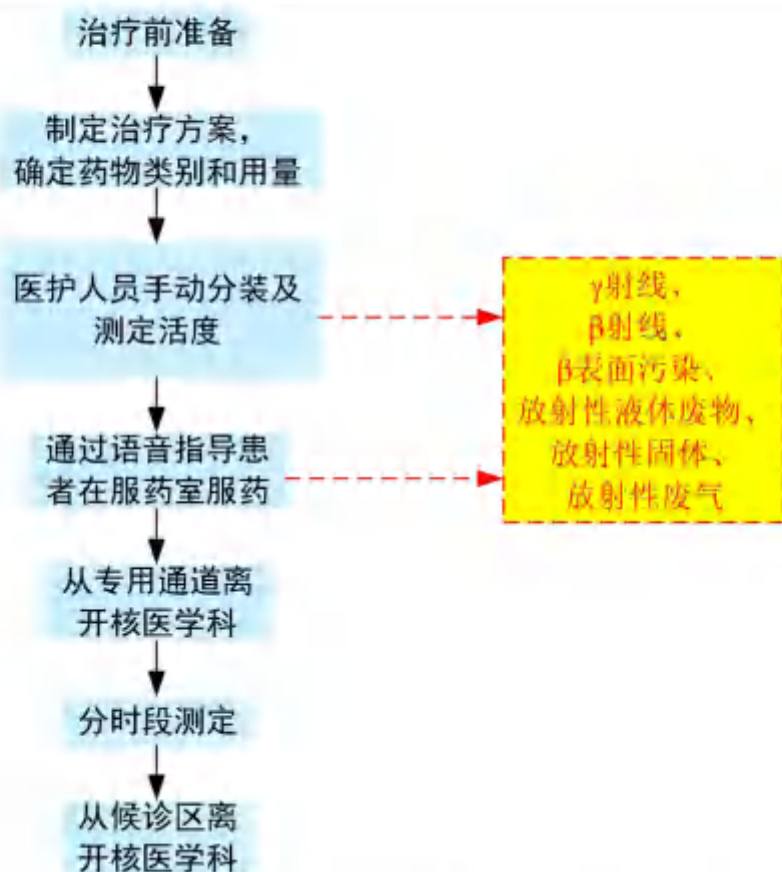 治疗前准备
制定治疗方案，
确定药物类别和用量
医护人员手动分装及
测定活度
γ射线、
β射线、
β表面污染、
放射性液体废物、
放射性固体、
放射性废气
通过语音指导患
者在服药室服药
从专用通道离
开核医学科
分时段测定
从候诊区离
开核医学科